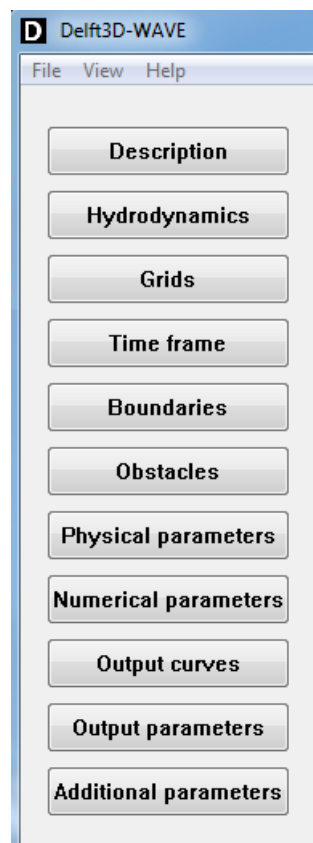 D Delft3D-WAVE
File View Help
Description
Hydrodynamics
Grids
Time frame
Boundaries
Obstacles
Physical parameters
Numerical parameters
Output curves
Output parameters
Additional parameters